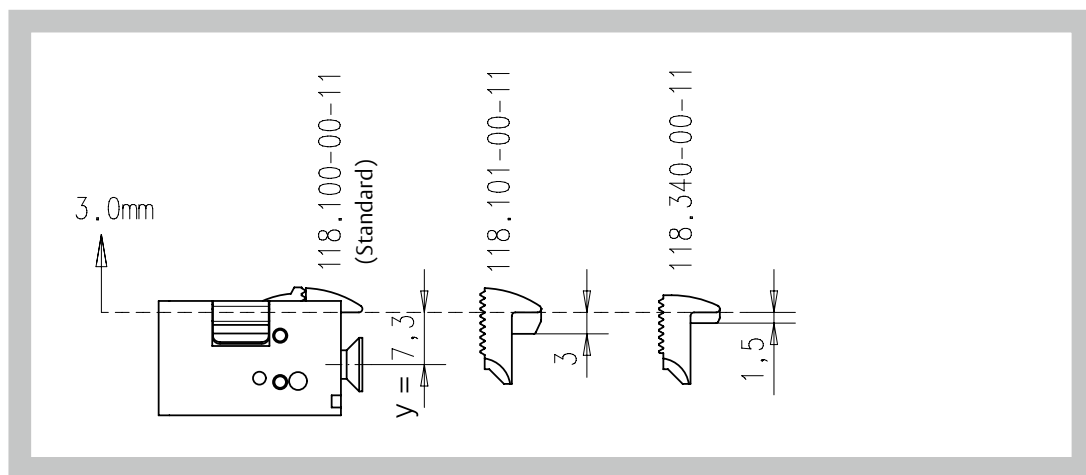 3.0mm
118.100-00-11
(Standard)
118.101-00-11
118.340-00-11
y = 7,3
3
1,5